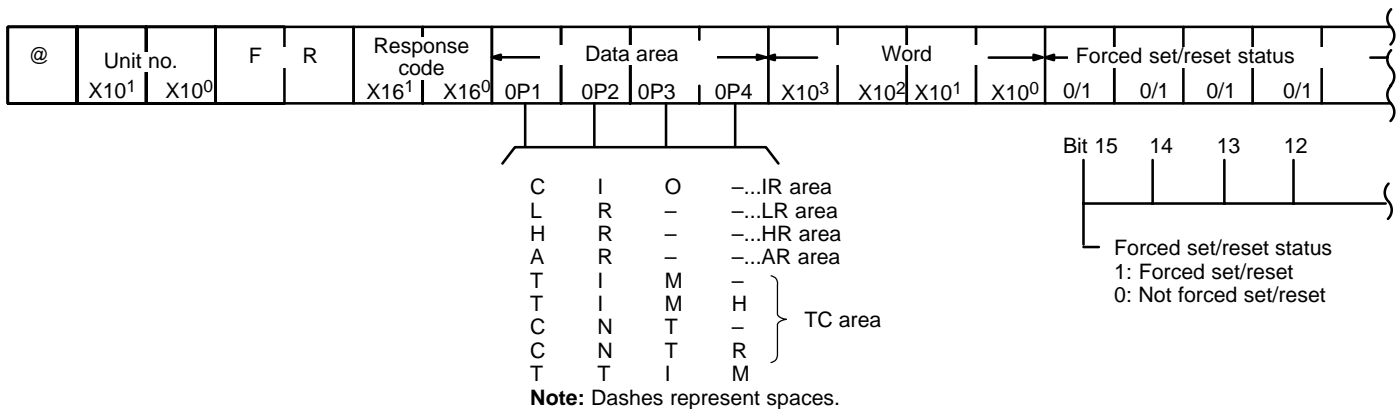 @ Unit no. F R Response code Data area Word Forced set/reset status
X10¹ X10⁰ X16¹ X16⁰ 0P1 0P2 0P3 0P4 X10³ X10² X10¹ X10⁰ 0/1 0/1 0/1 0/1
Bit 15 14 13 12
C I O –...IR area
L R – –...LR area
H R – –...HR area
A R – –...AR area
T I M –
T I M H
C N T –
C N T R
T T I M
TC area
Forced set/reset status
1: Forced set/reset
0: Not forced set/reset
Note: Dashes represent spaces.